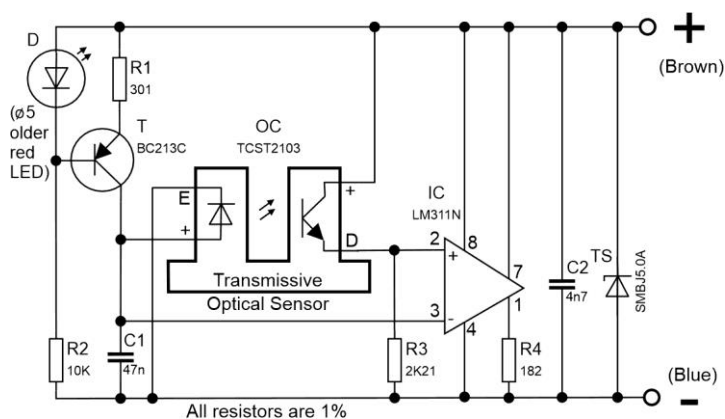 D
R1
301
+
(Brown)
(ø5
older
red
LED)
T
BC213C
OC
TCST2103
E
+
+
D
IC
LM311N
2
8
+
7
3
-
1
4
Transmissive
Optical Sensor
C2
4n7
TS
SMBJ5.0A
R2
10K
C1
47n
R3
2K21
R4
182
(Blue)
-
All resistors are 1%